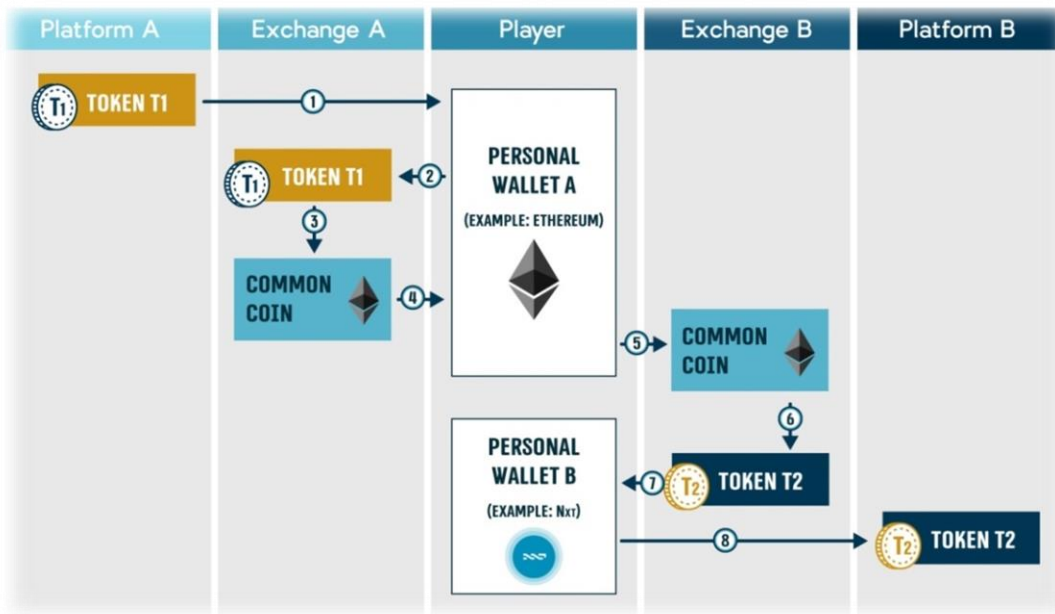 Platform A
Exchange A
Player
Exchange B
Platform B
T1 TOKEN T1
1
PERSONAL
WALLET A
(EXAMPLE: ETHEREUM)
T1 TOKEN T1
2
3
COMMON
COIN
4
5
COMMON
COIN
6
PERSONAL
WALLET B
(EXAMPLE: NXT)
7
T2 TOKEN T2
8
T2 TOKEN T2